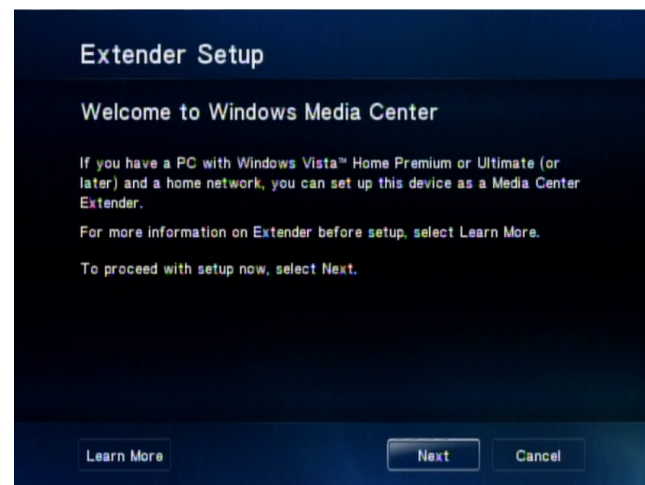 Extender Setup
Welcome to Windows Media Center
If you have a PC with Windows Vista™ Home Premium or Ultimate (or
later) and a home network, you can set up this device as a Media Center
Extender.
For more information on Extender before setup, select Learn More.
To proceed with setup now, select Next.
Learn More
Next
Cancel